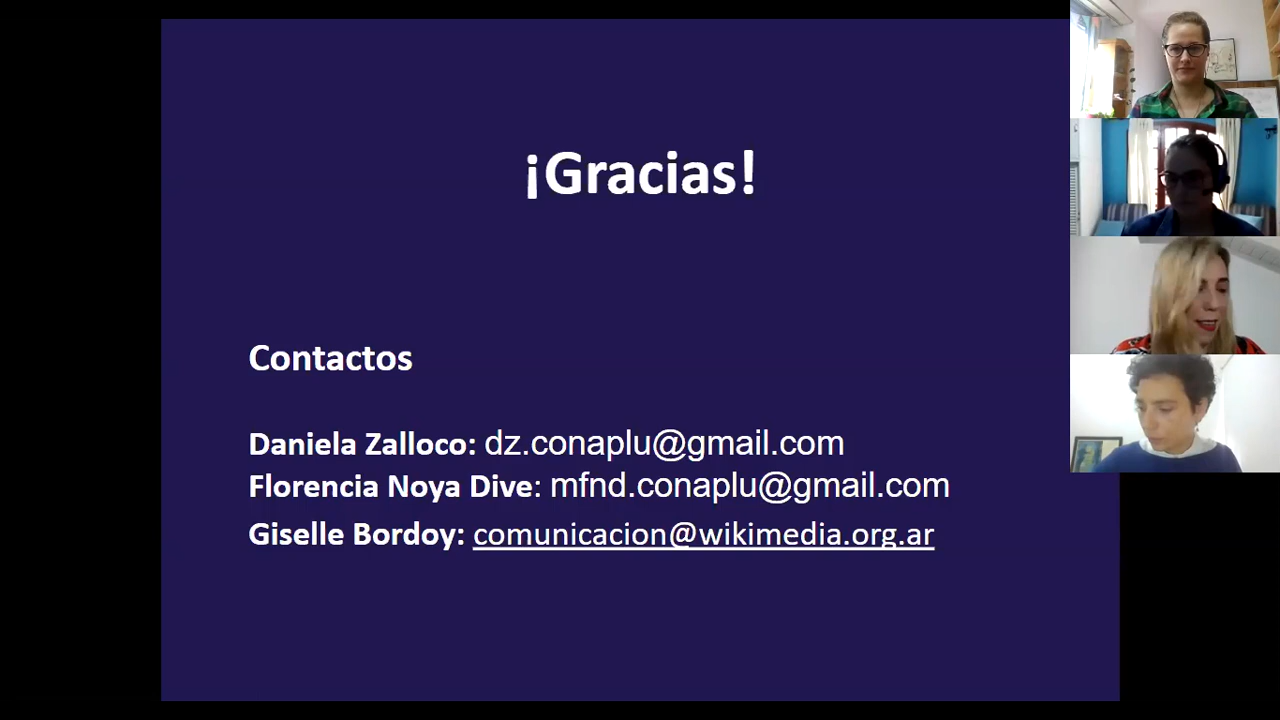 ¡Gracias!
Contactos
Daniela Zalloco: dz.conaplu@gmail.com
Florencia Noya Dive: mfnd.conaplu@gmail.com
Giselle Bordoy: comunicacion@wikimedia.org.ar